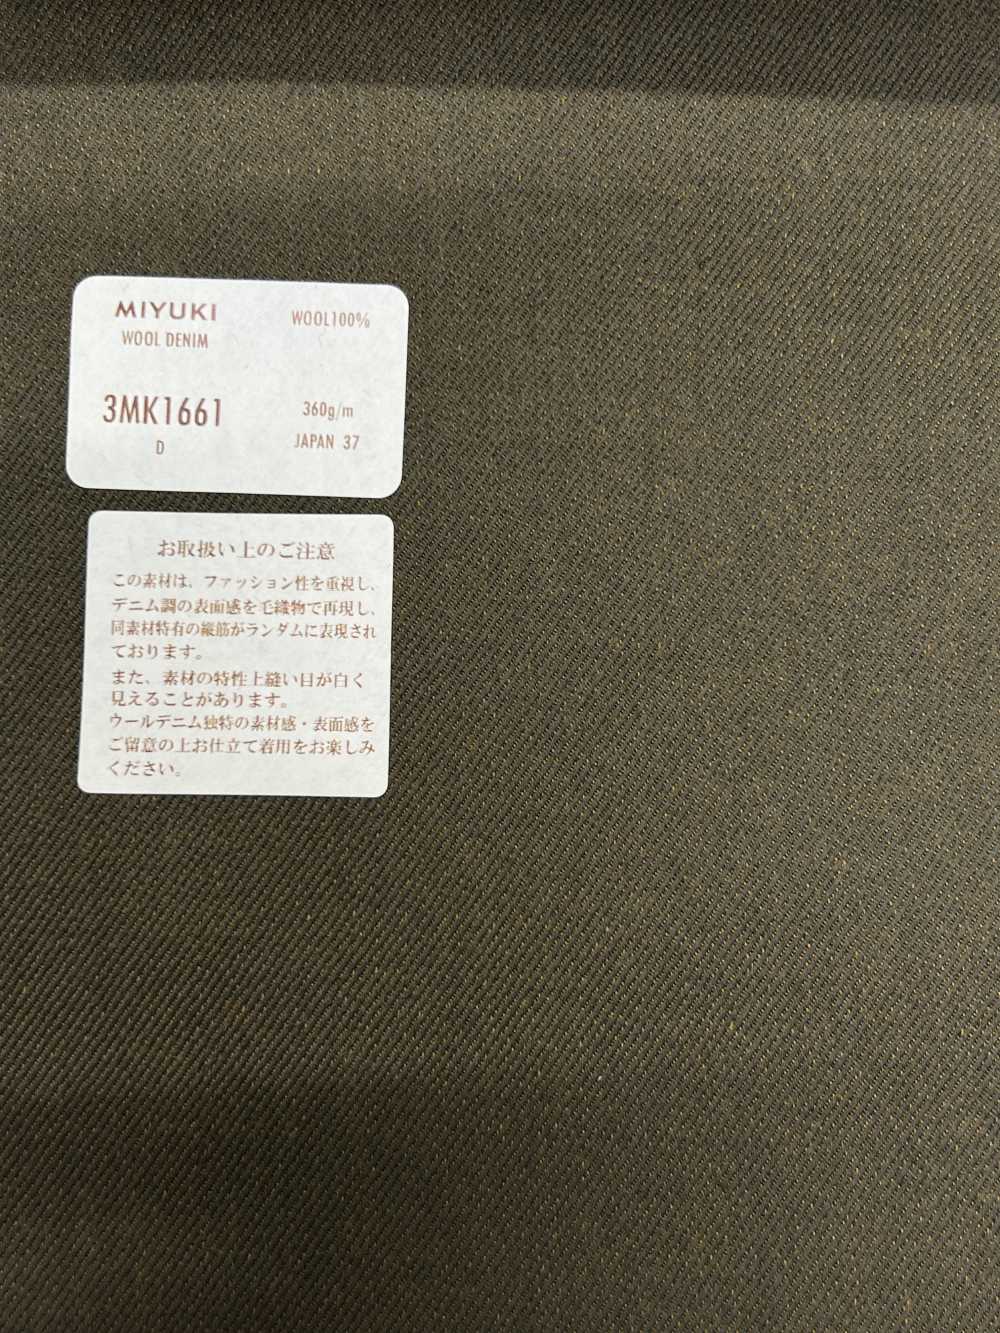 MIYUKI
WOOL DENIM
WOOL100%
3MK1661
D
360g/m
JAPAN 37
お取扱い上のご注意
この素材は、ファッション性を重視し、
デニム調の表面感を毛織物で再現し、
同素材特有の縦筋がランダムに表現され
ております。
また、素材の特性上縫い目が白く
見えることがあります。
ウールデニム独特の素材感・表面感を
ご留意の上お仕立て着用をお楽しみ
ください。